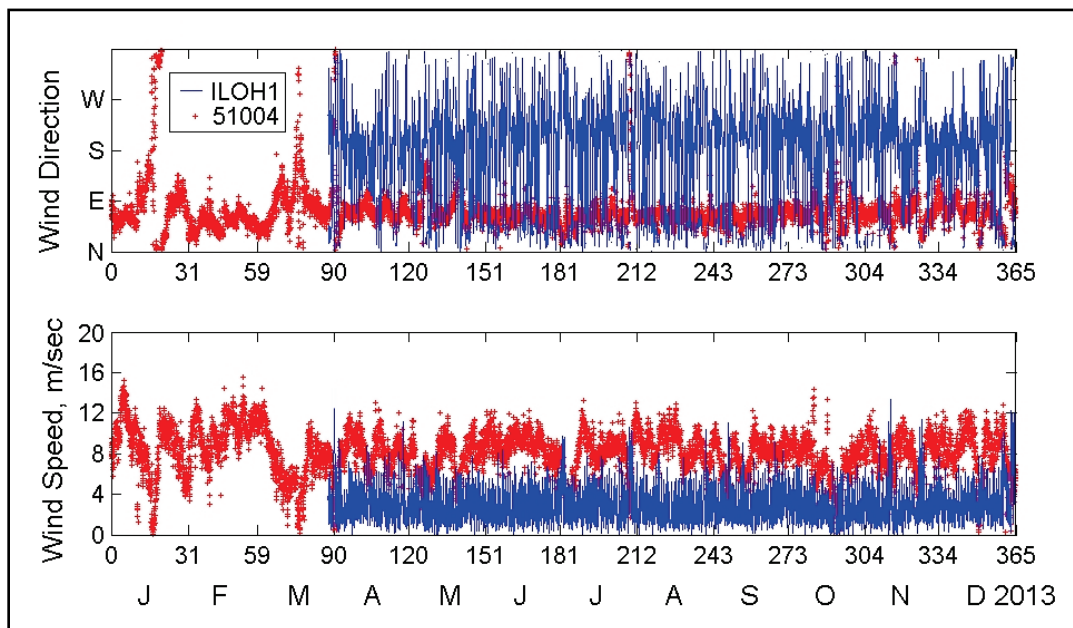 Wind Direction
W
S
E
N
ILOH1
51004
0 31 59 90 120 151 181 212 243 273 304 334 365
Wind Speed, m/sec
20
16
12
8
4
0
0 31 59 90 120 151 181 212 243 273 304 334 365
J F M A M J J A S O N D 2013